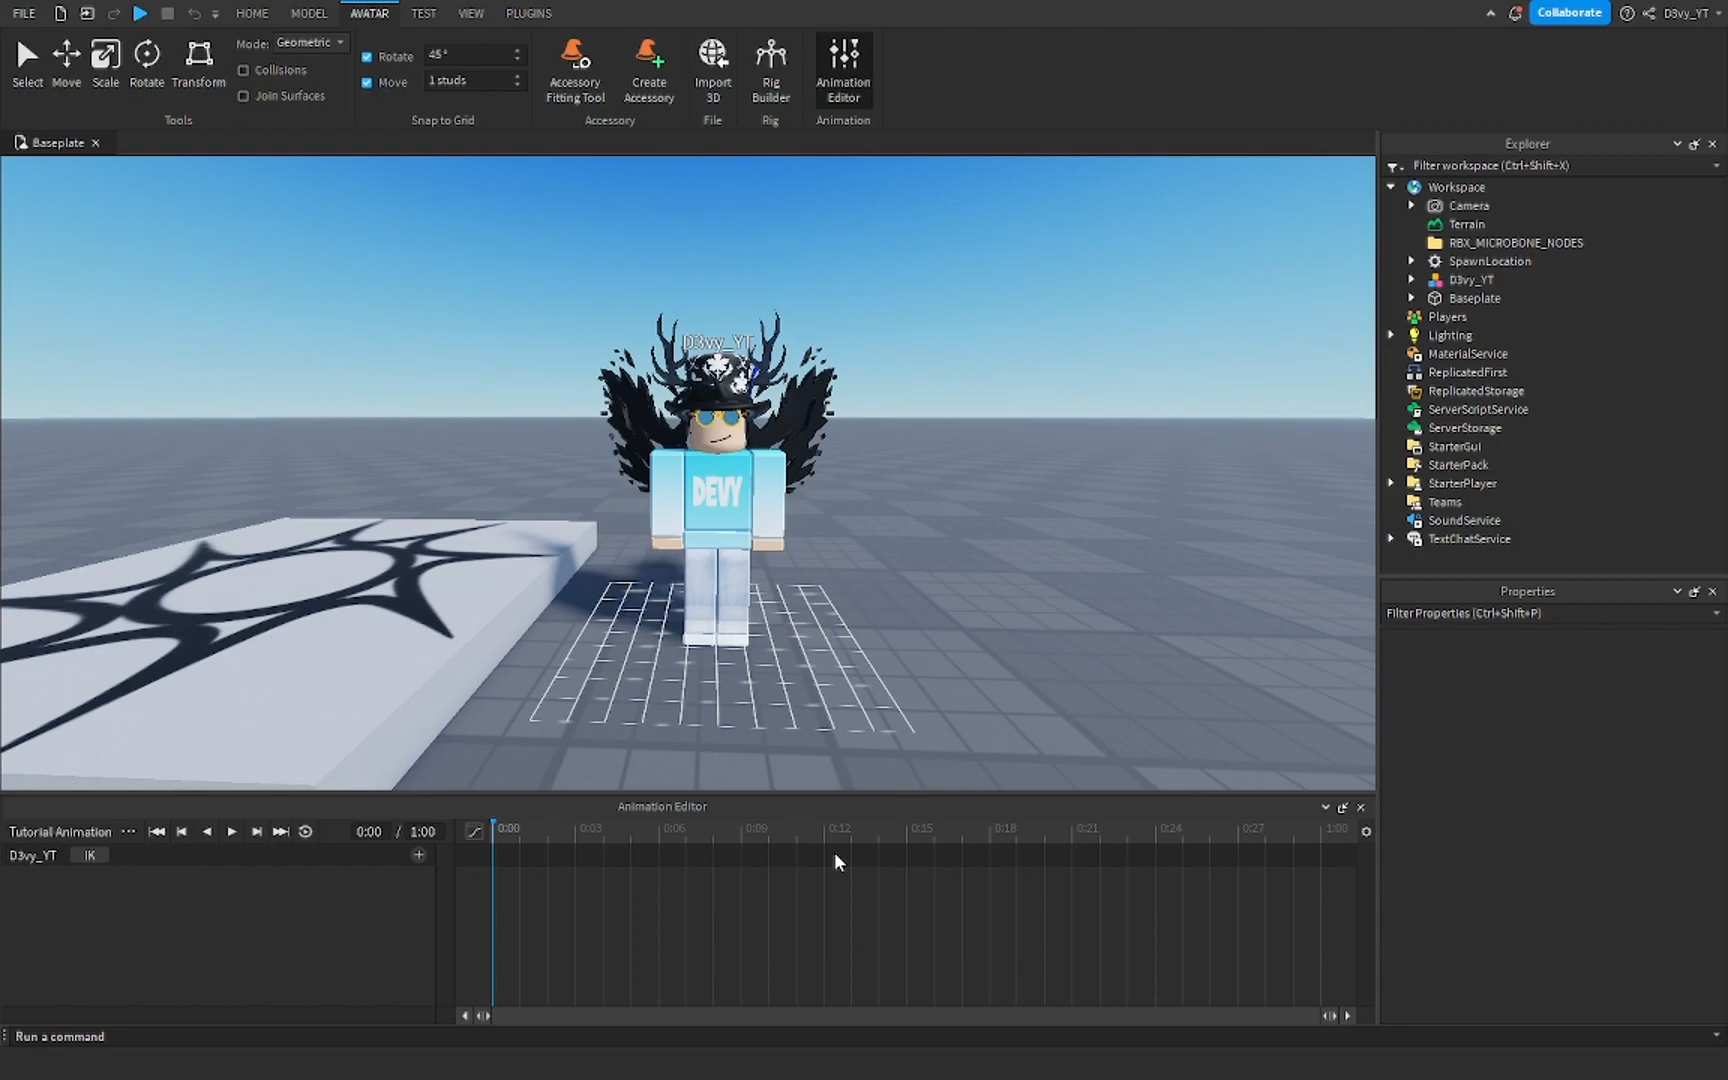 FILE HOME MODEL AVATAR TEST VIEW PLUGINS Collaborate D3vy_YT
Select Move Scale Rotate Transform
Mode: Geometric
Collisions
Join Surfaces
Tools
Rotate 45°
Move 1 studs
Snap to Grid
Accessory
Fitting Tool
Create
Accessory
Accessory
Import
3D
File
Rig
Builder
Rig
Animation
Editor
Animation
Baseplate
D3vy_YT
DEVY
Explorer
Filter workspace (Ctrl+Shift+X)
Workspace
Camera
Terrain
RBX_MICROBONE_NODES
SpawnLocation
D3vy_YT
Baseplate
Players
Lighting
MaterialService
ReplicatedFirst
ReplicatedStorage
ServerScriptService
ServerStorage
StarterGui
StarterPack
StarterPlayer
Teams
SoundService
TextChatService
Properties
Filter Properties (Ctrl+Shift+P)
Animation Editor
Tutorial Animation ••• 0:00 / 1:00 0:00 0:03 0:06 0:09 0:12 0:15 0:18 0:21 0:24 0:27 1:00
D3vy_YT IK
Run a command